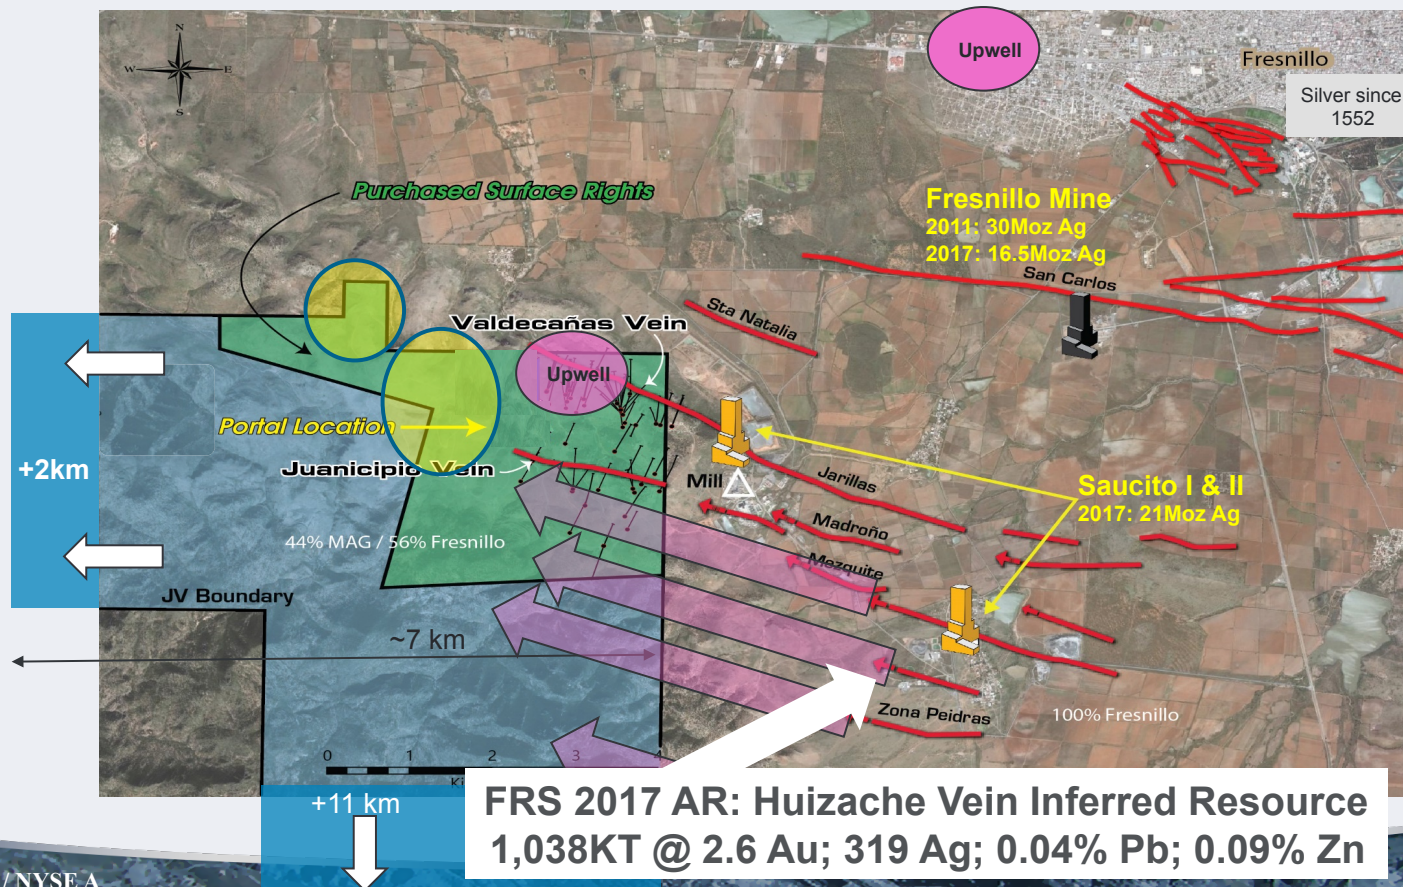 N
W
E
S
Upwell
Fresnillo
Silver since
1552
Purchased Surface Rights
Fresnillo Mine
2011: 30Moz Ag
2017: 16.5Moz Ag
San Carlos
Sta Natalia
Valdecañas Vein
Upwell
Portal Location
Juanicipio Vein
+2km
Mill
Jarillas
Saucito I & II
2017: 21Moz Ag
Madroño
44% MAG / 56% Fresnillo
Mezquite
JV Boundary
~7 km
Zona Peidras
100% Fresnillo
0 1 2 3 4
+11 km
FRS 2017 AR: Huizache Vein Inferred Resource
1,038KT @ 2.6 Au; 319 Ag; 0.04% Pb; 0.09% Zn
/ NYSE A